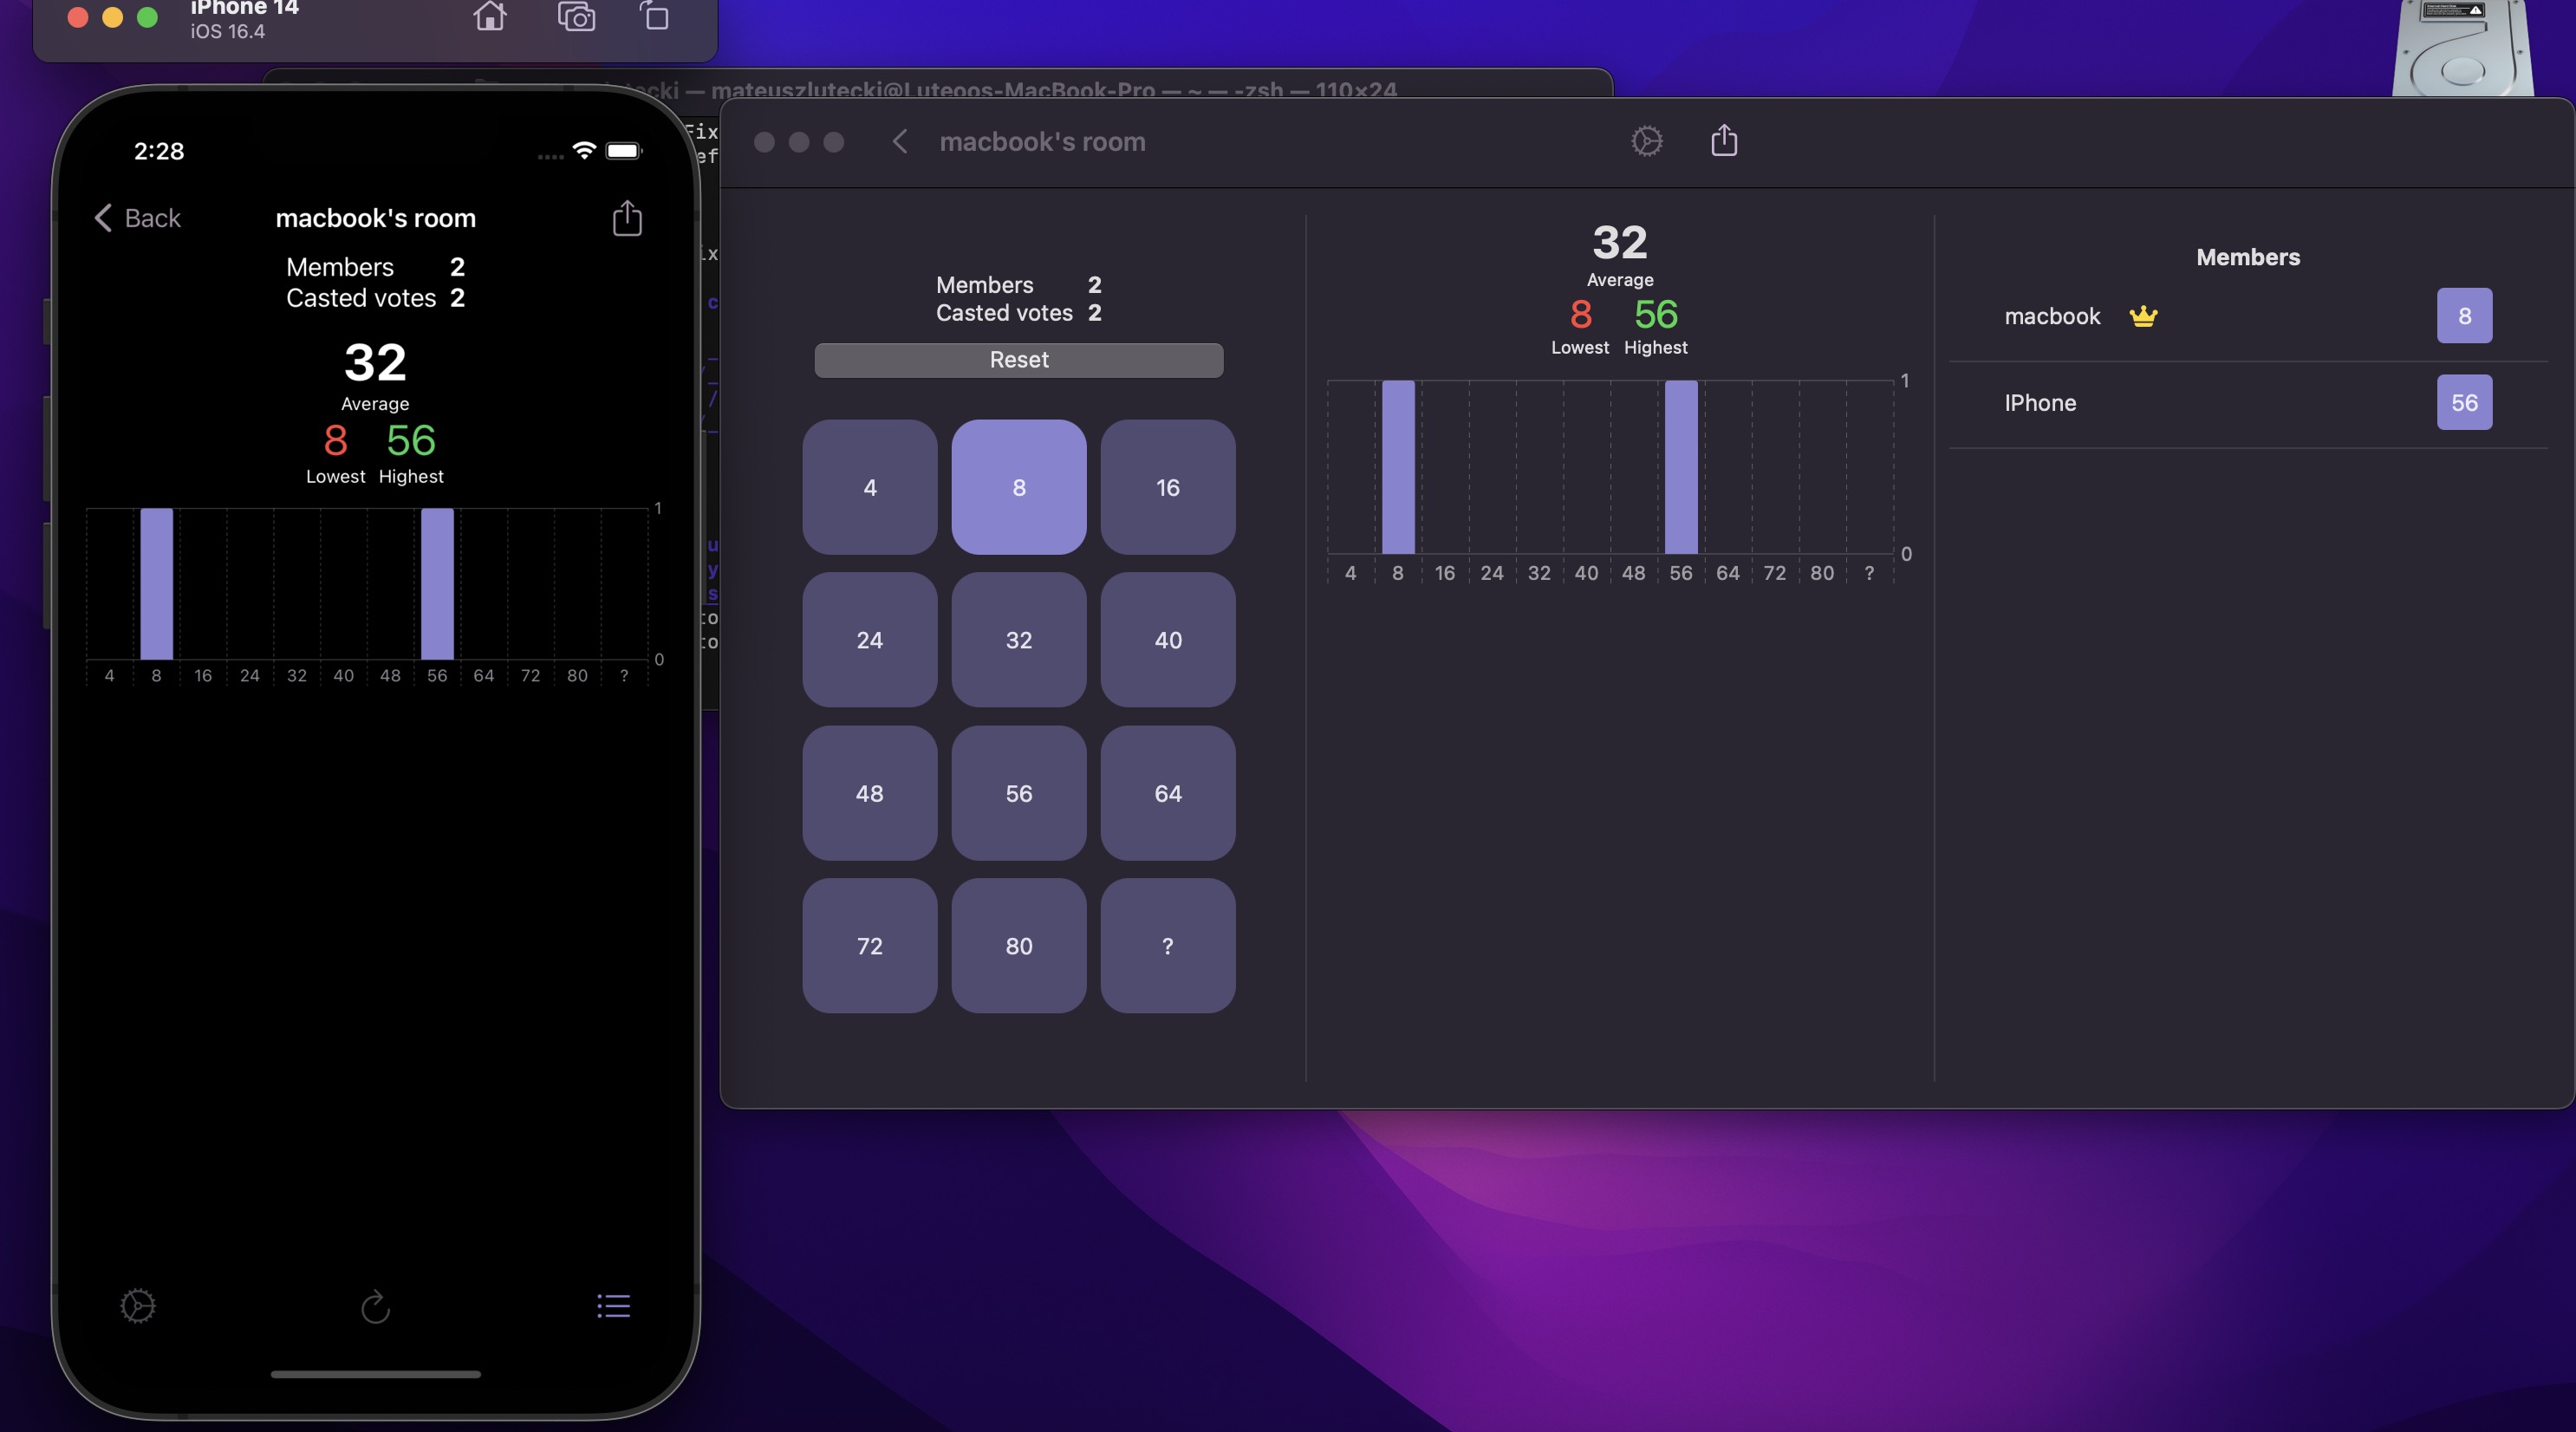 iPhone 14
iOS 16.4
cki — mateuszlutecki@Luteoos-MacBook-Pro — ~ — -zsh — 110×24
2:28
Back
macbook's room
Members 2
Casted votes 2
32
Average
8 56
Lowest Highest
1
0
4 8 16 24 32 40 48 56 64 72 80 ?
macbook's room
Members 2
Casted votes 2
Reset
4 8 16
24 32 40
48 56 64
72 80 ?
32
Average
8 56
Lowest Highest
1
0
4 8 16 24 32 40 48 56 64 72 80 ?
Members
macbook 8
IPhone 56